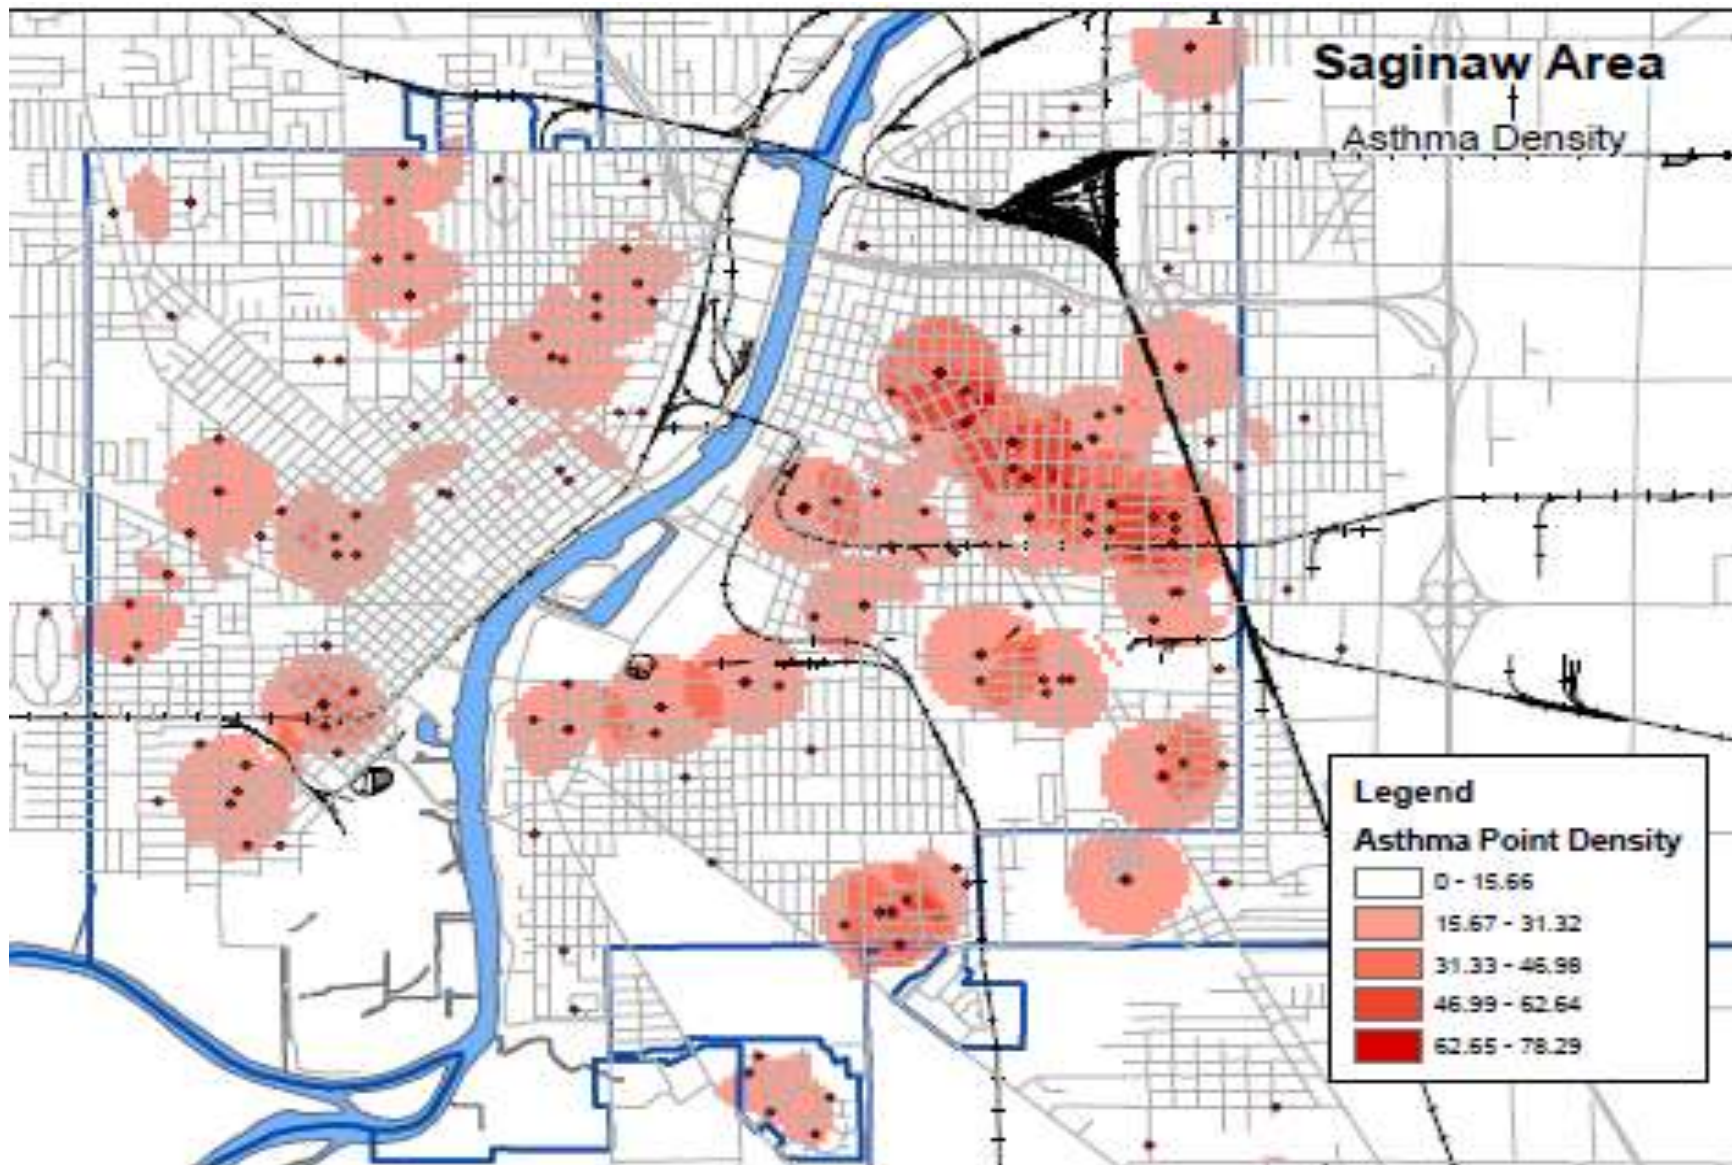 Saginaw Area
Asthma Density
Legend
Asthma Point Density
0 - 15.66
15.67 - 31.32
31.33 - 46.98
46.99 - 62.64
62.65 - 78.29